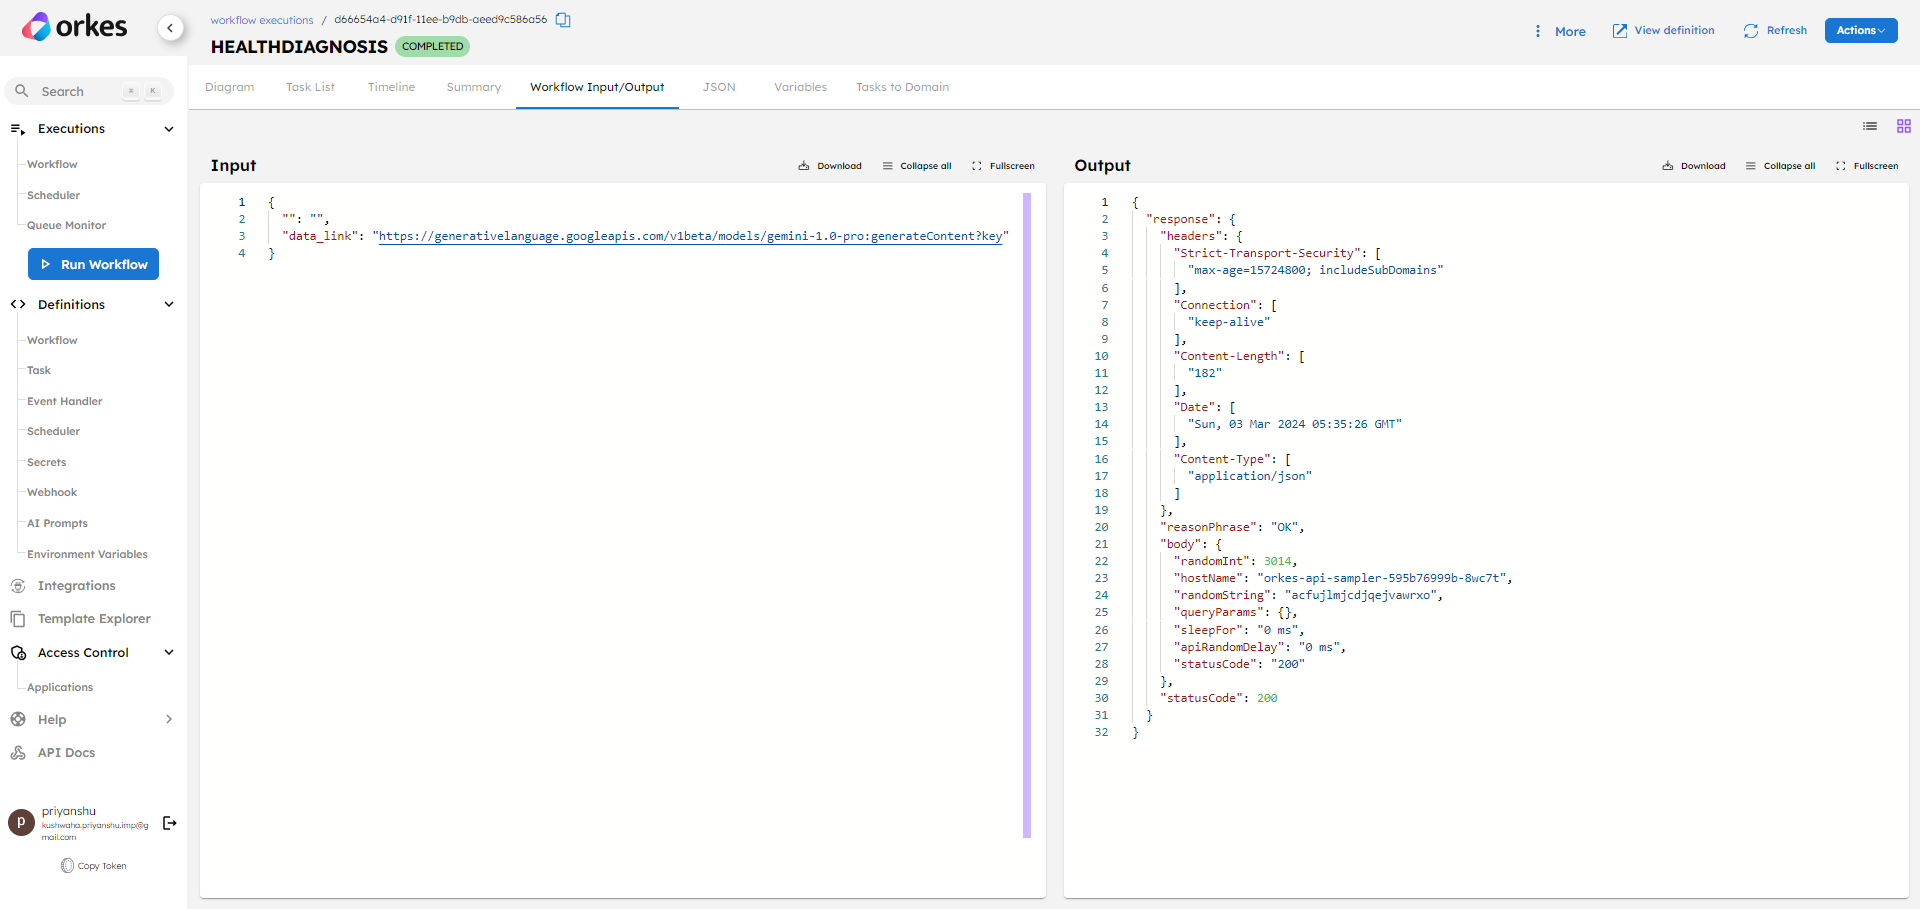 orkes
workflow executions / d66654a4-d91f-11ee-b9db-aeed9c586a56
HEALTHDIAGNOSIS COMPLETED
More
View definition
Refresh
Actions
Search ⌘ K
Executions
Workflow
Scheduler
Queue Monitor
Run Workflow
Definitions
Workflow
Task
Event Handler
Scheduler
Secrets
Webhook
AI Prompts
Environment Variables
Integrations
Template Explorer
Access Control
Applications
Help
API Docs
p
priyanshu
kushwaha.priyanshu.imp@g
mail.com
Copy Token
Diagram Task List Timeline Summary Workflow Input/Output JSON Variables Tasks to Domain
Input Download Collapse all Fullscreen
1 {
2 "": "",
3 "data_link": "https://generativelanguage.googleapis.com/v1beta/models/gemini-1.0-pro:generateContent?key"
4 }
Output Download Collapse all Fullscreen
1 {
2 "response": {
3 "headers": {
4 "Strict-Transport-Security": [
5 "max-age=15724800; includeSubDomains"
6 ],
7 "Connection": [
8 "keep-alive"
9 ],
10 "Content-Length": [
11 "182"
12 ],
13 "Date": [
14 "Sun, 03 Mar 2024 05:35:26 GMT"
15 ],
16 "Content-Type": [
17 "application/json"
18 ]
19 },
20 "reasonPhrase": "OK",
21 "body": {
22 "randomInt": 3014,
23 "hostName": "orkes-api-sampler-595b76999b-8wc7t",
24 "randomString": "acfujlmjcdjqejvawrxo",
25 "queryParams": {},
26 "sleepFor": "0 ms",
27 "apiRandomDelay": "0 ms",
28 "statusCode": "200"
29 },
30 "statusCode": 200
31 }
32 }